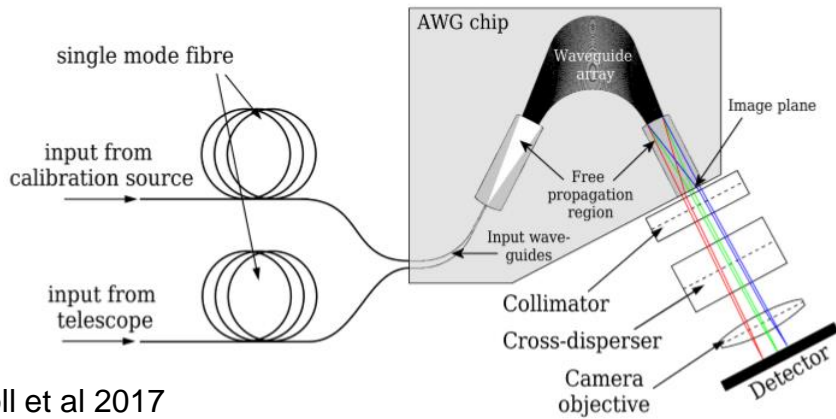 AWG chip
single mode fibre
Waveguide
array
Image plane
input from
calibration source
Free
propagation
region
Input wave-
guides
input from
telescope
Collimator
Cross-disperser
Camera
objective
Detector
et al 2017